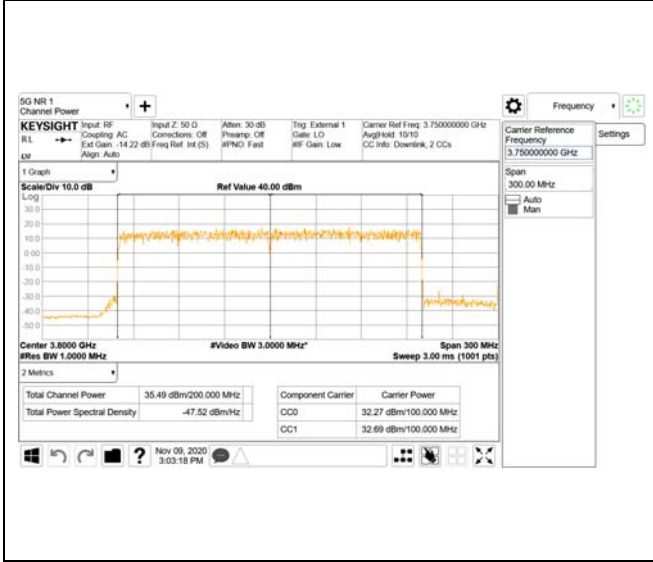 5G NR 1
Channel Power
Frequency
KEYSIGHT
RL
Input: RF
Coupling: AC
Ext Gain: -14.22 dB
Align: Auto
Input Z: 50 Ω
Corrections: Off
Freq Ref: Int (S)
Atten: 30 dB
Preamp: Off
#PNO: Fast
Trig: External 1
Gate: LO
#IF Gain: Low
Carrier Ref Freq: 3.750000000 GHz
Avg|Hold: 10/10
CC Info: Downlink, 2 CCs
Carrier Reference
Frequency
3.750000000 GHz
Settings
Span
300.00 MHz
Auto
Man
1 Graph
Scale/Div 10.0 dB
Ref Value 40.00 dBm
Log
30.0
20.0
10.0
0.00
-10.0
-20.0
-30.0
-40.0
-50.0
Center 3.8000 GHz
#Video BW 3.0000 MHz*
Span 300 MHz
#Res BW 1.0000 MHz
Sweep 3.00 ms (1001 pts)
2 Metrics
Total Channel Power 35.49 dBm/200.000 MHz
Total Power Spectral Density -47.52 dBm/Hz
Component Carrier Carrier Power
CC0 32.27 dBm/100.000 MHz
CC1 32.69 dBm/100.000 MHz
?
Nov 09, 2020
3:03:18 PM